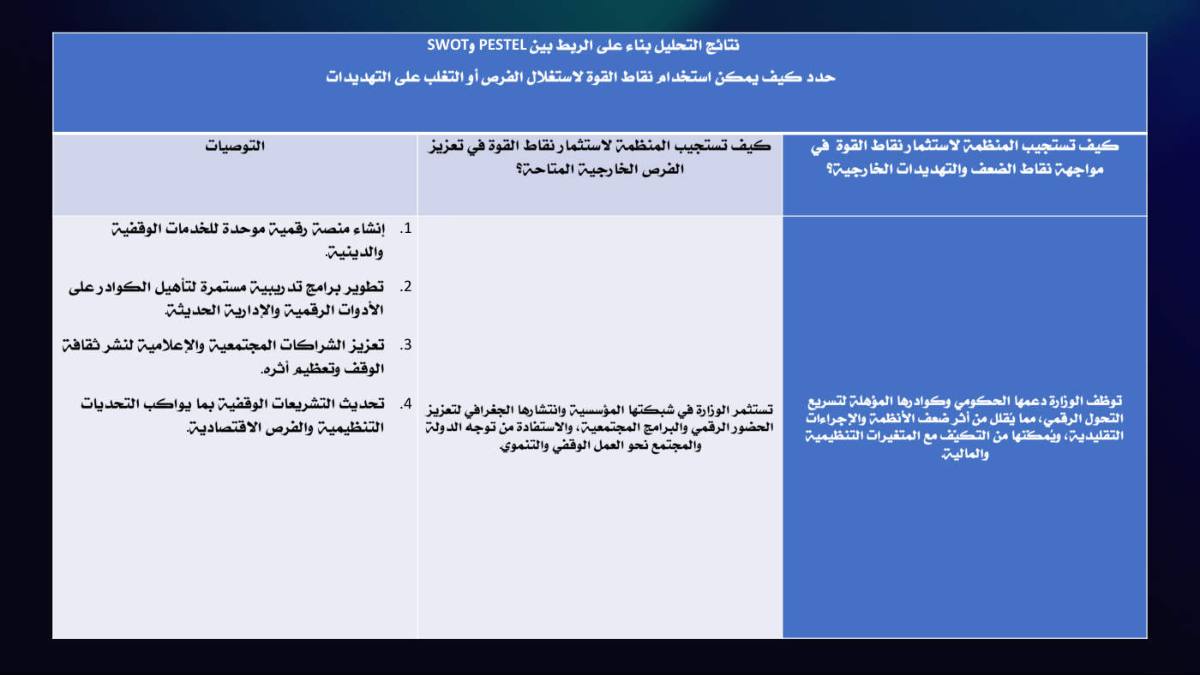 نتائج التحليل بناء على الربط بين PESTEL وSWOT
حدد كيف يمكن استخدام نقاط القوة لاستغلال الفرص أو التغلب على التهديدات
كيف تستجيب المنظمة لاستثمار نقاط القوة في
مواجهة نقاط الضعف والتهديدات الخارجية؟
كيف تستجيب المنظمة لاستثمار نقاط القوة في تعزيز
الفرص الخارجية المتاحة؟
التوصيات
توظف الوزارة دعمها الحكومي وكوادرها المؤهلة لتسريع
التحول الرقمي، مما يُقلل من أثر ضعف الأنظمة والإجراءات
التقليدية، ويُمكّنها من التكيّف مع المتغيرات التنظيمية
والمالية.
تستثمر الوزارة في شبكتها المؤسسية وانتشارها الجغرافي لتعزيز
الحضور الرقمي والبرامج المجتمعية، والاستفادة من توجه الدولة
والمجتمع نحو العمل الوقفي والتنموي.
1. إنشاء منصة رقمية موحدة للخدمات الوقفية
والدينية.
2. تطوير برامج تدريبية مستمرة لتأهيل الكوادر على
الأدوات الرقمية والإدارية الحديثة.
3. تعزيز الشراكات المجتمعية والإعلامية لنشر ثقافة
الوقف وتعظيم أثره.
4. تحديث التشريعات الوقفية بما يواكب التحديات
التنظيمية والفرص الاقتصادية.